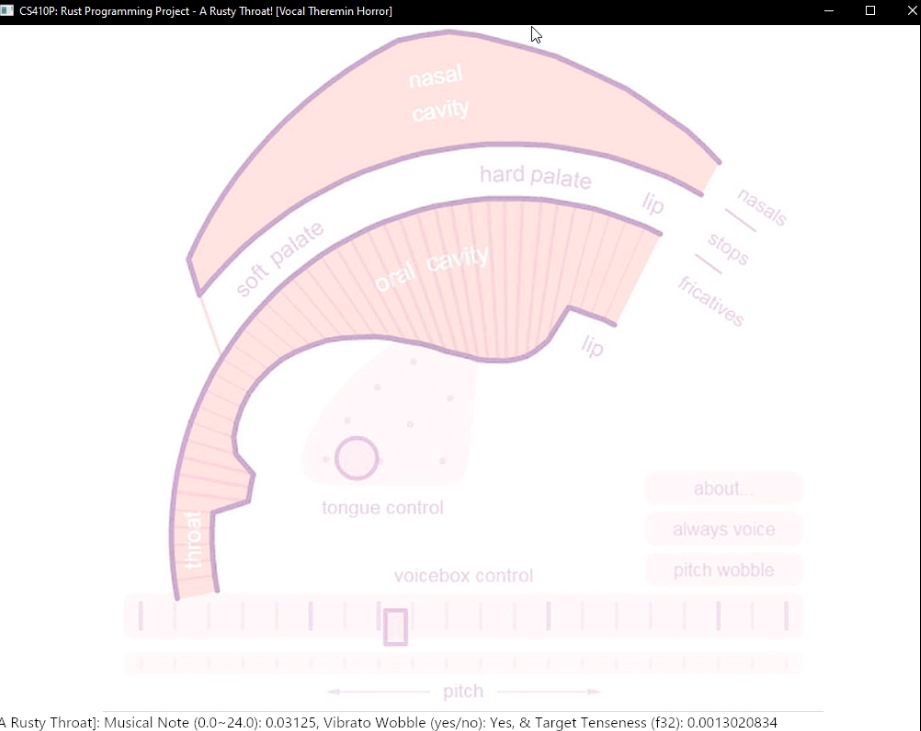 CS410P: Rust Programming Project - A Rusty Throat! [Vocal Theremin Horror]
nasal
cavity
hard palate
lip
nasals
stops
fricatives
soft palate
oral cavity
lip
tongue control
throat
about...
always voice
pitch wobble
voicebox control
pitch
A Rusty Throat]: Musical Note (0.0~24.0): 0.03125, Vibrato Wobble (yes/no): Yes, & Target Tenseness (f32): 0.0013020834